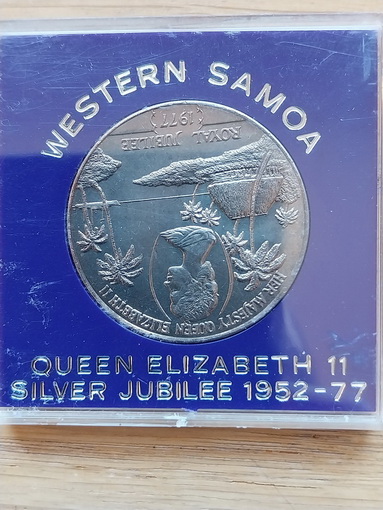 WESTERN SAMOA
HER MAJESTY QUEEN ELIZABETH II
ROYAL JUBILEE
(1977)
QUEEN ELIZABETH 11
SILVER JUBILEE 1952-77